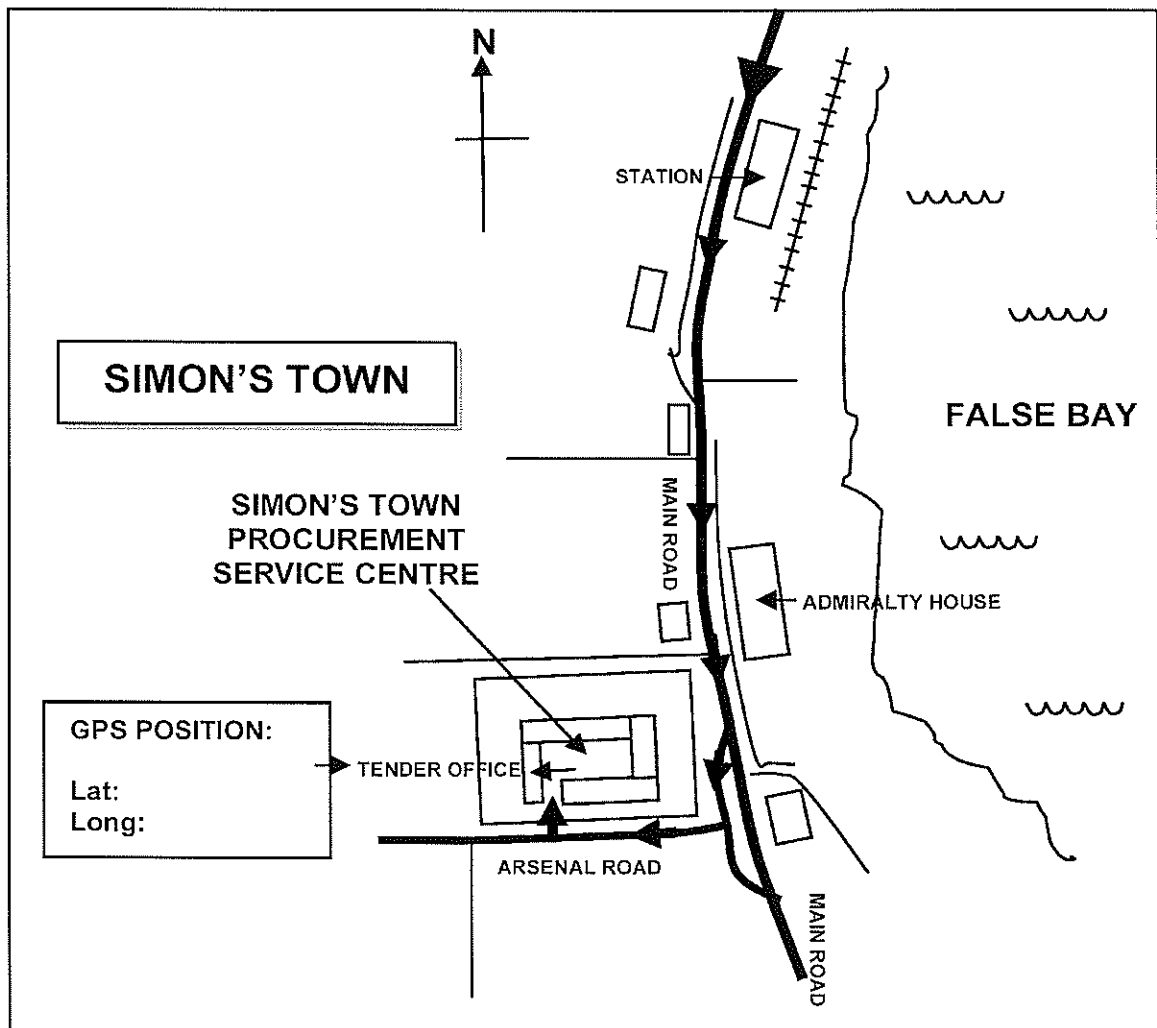 N
STATION
SIMON'S TOWN
FALSE BAY
SIMON'S TOWN
PROCUREMENT
SERVICE CENTRE
MAIN ROAD
ADMIRALTY HOUSE
GPS POSITION:
Lat:
Long:
TENDER OFFICE
ARSENAL ROAD
MAIN ROAD